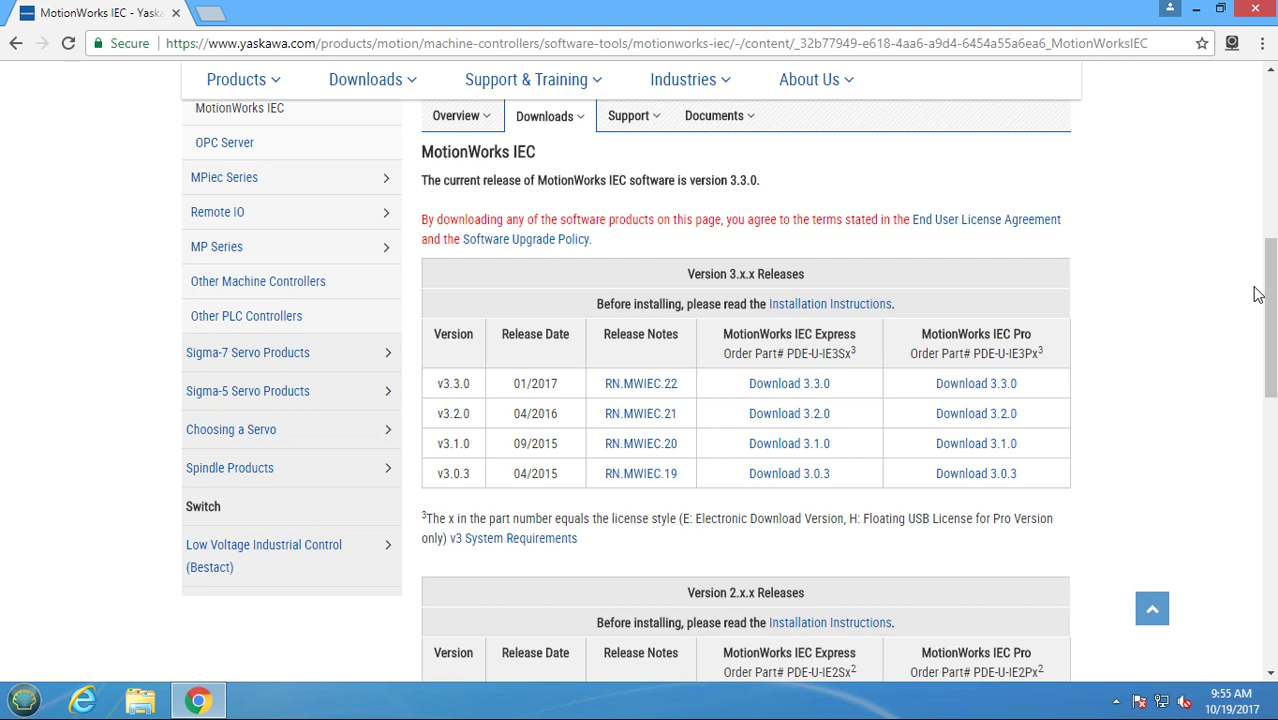 MotionWorks IEC - Yaska
Secure
https://www.yaskawa.com/products/motion/machine-controllers/software-tools/motionworks-iec/-/content/_32b77949-e618-4aa6-a9d4-6454a55a6ea6_MotionWorksIEC
Products Downloads Support & Training Industries About Us
MotionWorks IEC
OPC Server
MPiec Series
Remote IO
MP Series
Other Machine Controllers
Other PLC Controllers
Sigma-7 Servo Products
Sigma-5 Servo Products
Choosing a Servo
Spindle Products
Switch
Low Voltage Industrial Control
(Bestact)
Overview Downloads Support Documents
MotionWorks IEC
The current release of MotionWorks IEC software is version 3.3.0.
By downloading any of the software products on this page, you agree to the terms stated in the End User License Agreement
and the Software Upgrade Policy.
Version 3.x.x Releases
Before installing, please read the Installation Instructions.
Version Release Date Release Notes MotionWorks IEC Express MotionWorks IEC Pro
Order Part# PDE-U-IE3Sx3 Order Part# PDE-U-IE3Px3
v3.3.0 01/2017 RN.MWIEC.22 Download 3.3.0 Download 3.3.0
v3.2.0 04/2016 RN.MWIEC.21 Download 3.2.0 Download 3.2.0
v3.1.0 09/2015 RN.MWIEC.20 Download 3.1.0 Download 3.1.0
v3.0.3 04/2015 RN.MWIEC.19 Download 3.0.3 Download 3.0.3
3The x in the part number equals the license style (E: Electronic Download Version, H: Floating USB License for Pro Version
only) v3 System Requirements
Version 2.x.x Releases
Before installing, please read the Installation Instructions.
Version Release Date Release Notes MotionWorks IEC Express MotionWorks IEC Pro
Order Part# PDE-U-IE2Sx2 Order Part# PDE-U-IE2Px2
9:55 AM
10/19/2017